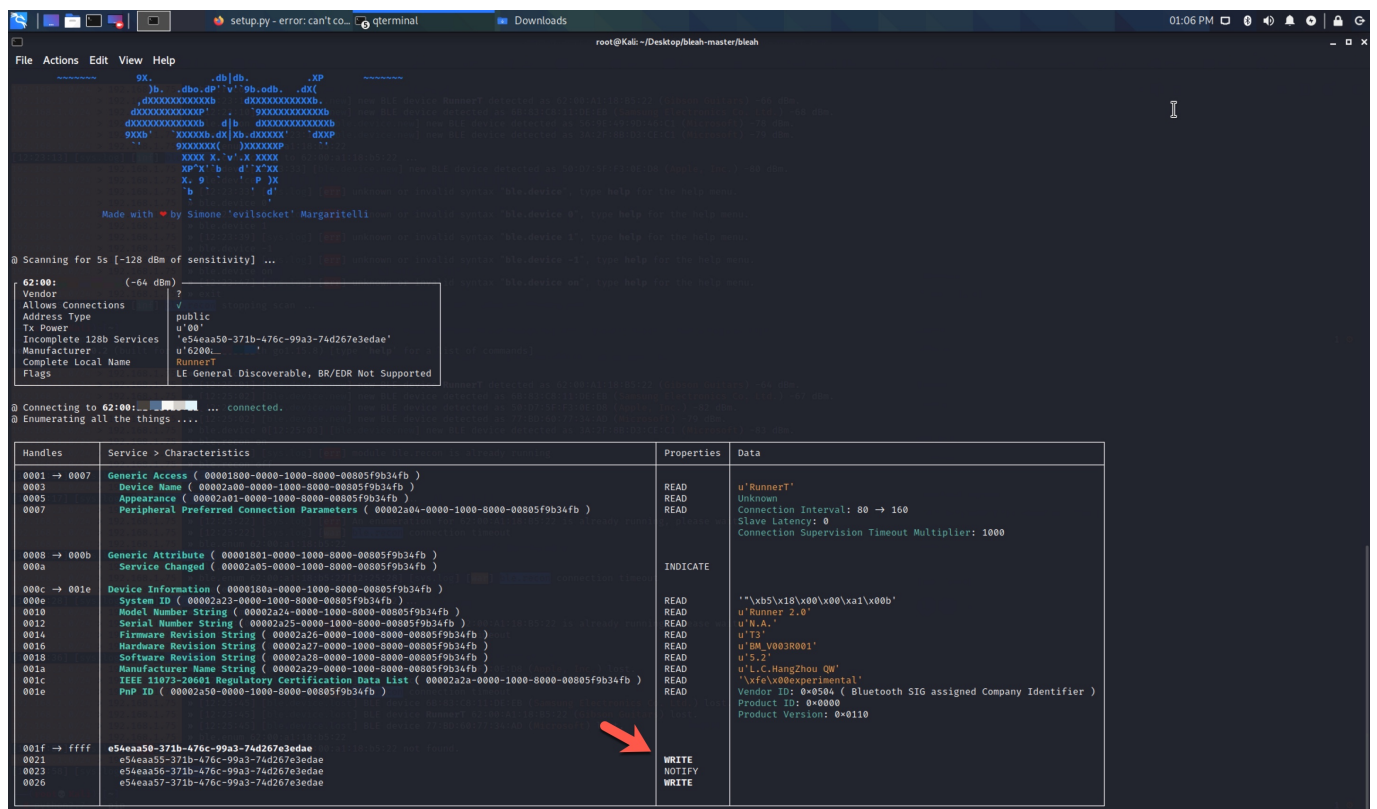 setup.py - error: can't co...
qterminal
Downloads
01:06 PM
root@Kali: ~/Desktop/bleah-master/bleah
File Actions Edit View Help
Made with ❤ by Simone 'evilsocket' Margaritelli
@ Scanning for 5s [-128 dBm of sensitivity] ...
62:00: (-64 dBm)
Vendor ?
Allows Connections √
Address Type public
Tx Power u'00'
Incomplete 128b Services 'e54eaa50-371b-476c-99a3-74d267e3edae'
Manufacturer u'6200 '
Complete Local Name RunnerT
Flags LE General Discoverable, BR/EDR Not Supported
@ Connecting to 62:00: ... connected.
@ Enumerating all the things ....
Handles Service > Characteristics Properties Data
0001 → 0007 Generic Access ( 00001800-0000-1000-8000-00805f9b34fb )
0003 Device Name ( 00002a00-0000-1000-8000-00805f9b34fb ) READ u'RunnerT'
0005 Appearance ( 00002a01-0000-1000-8000-00805f9b34fb ) READ Unknown
0007 Peripheral Preferred Connection Parameters ( 00002a04-0000-1000-8000-00805f9b34fb ) READ Connection Interval: 80 → 160
Slave Latency: 0
Connection Supervision Timeout Multiplier: 1000
0008 → 000b Generic Attribute ( 00001801-0000-1000-8000-00805f9b34fb )
000a Service Changed ( 00002a05-0000-1000-8000-00805f9b34fb ) INDICATE
000c → 001e Device Information ( 0000180a-0000-1000-8000-00805f9b34fb )
000e System ID ( 00002a23-0000-1000-8000-00805f9b34fb ) READ '"\xb5\x18\x00\x00\xa1\x00b'
0010 Model Number String ( 00002a24-0000-1000-8000-00805f9b34fb ) READ u'Runner 2.0'
0012 Serial Number String ( 00002a25-0000-1000-8000-00805f9b34fb ) READ u'N.A.'
0014 Firmware Revision String ( 00002a26-0000-1000-8000-00805f9b34fb ) READ u'T3'
0016 Hardware Revision String ( 00002a27-0000-1000-8000-00805f9b34fb ) READ u'BM_V003R001'
0018 Software Revision String ( 00002a28-0000-1000-8000-00805f9b34fb ) READ u'5.2'
001a Manufacturer Name String ( 00002a29-0000-1000-8000-00805f9b34fb ) READ u'L.C.HangZhou QW'
001c IEEE 11073-20601 Regulatory Certification Data List ( 00002a2a-0000-1000-8000-00805f9b34fb ) READ '\xfe\x00experimental'
001e PnP ID ( 00002a50-0000-1000-8000-00805f9b34fb ) READ Vendor ID: 0×0504 ( Bluetooth SIG assigned Company Identifier )
Product ID: 0×0000
Product Version: 0×0110
001f → ffff e54eaa50-371b-476c-99a3-74d267e3edae
0021 e54eaa55-371b-476c-99a3-74d267e3edae WRITE
0023 e54eaa56-371b-476c-99a3-74d267e3edae NOTIFY
0026 e54eaa57-371b-476c-99a3-74d267e3edae WRITE